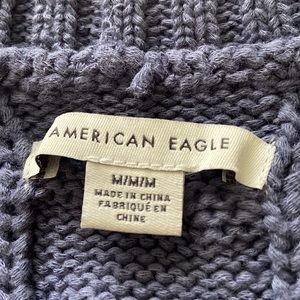 AMERICAN EAGLE
M/M/M
MADE IN CHINA
FABRIQUÉ EN
CHINE